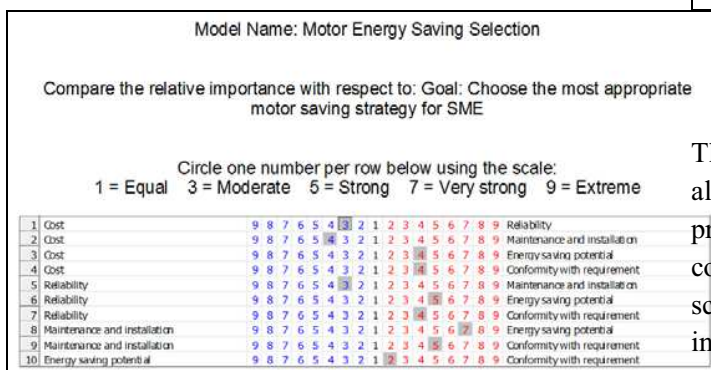 Model Name: Motor Energy Saving Selection
Compare the relative importance with respect to: Goal: Choose the most appropriate
motor saving strategy for SME
Circle one number per row below using the scale:
1 = Equal 3 = Moderate 5 = Strong 7 = Very strong 9 = Extreme
1 Cost 9 8 7 6 5 4 3 2 1 2 3 4 5 6 7 8 9 Reliability
2 Cost 9 8 7 6 5 4 3 2 1 2 3 4 5 6 7 8 9 Maintenance and installation
3 Cost 9 8 7 6 5 4 3 2 1 2 3 4 5 6 7 8 9 Energy saving potential
4 Cost 9 8 7 6 5 4 3 2 1 2 3 4 5 6 7 8 9 Conformity with requirement
5 Reliability 9 8 7 6 5 4 3 2 1 2 3 4 5 6 7 8 9 Maintenance and installation
6 Reliability 9 8 7 6 5 4 3 2 1 2 3 4 5 6 7 8 9 Energy saving potential
7 Reliability 9 8 7 6 5 4 3 2 1 2 3 4 5 6 7 8 9 Conformity with requirement
8 Maintenance and installation 9 8 7 6 5 4 3 2 1 2 3 4 5 6 7 8 9 Energy saving potential
9 Maintenance and installation 9 8 7 6 5 4 3 2 1 2 3 4 5 6 7 8 9 Conformity with requirement
10 Energy saving potential 9 8 7 6 5 4 3 2 1 2 3 4 5 6 7 8 9 Conformity with requirement